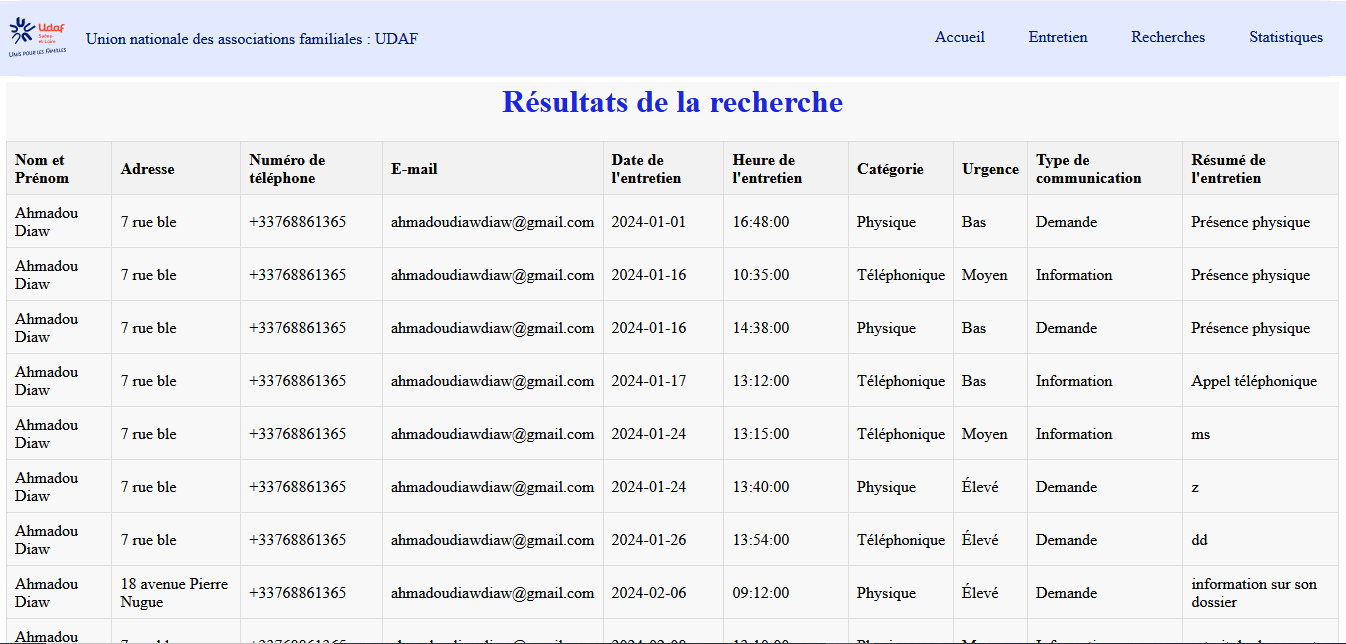 Udaf
Saône-
et-Loire
Unis pour les familles
Union nationale des associations familiales : UDAF
Accueil Entretien Recherches Statistiques
Résultats de la recherche
Nom et Prénom Adresse Numéro de téléphone E-mail Date de l'entretien Heure de l'entretien Catégorie Urgence Type de communication Résumé de l'entretien
Ahmadou Diaw 7 rue ble +33768861365 ahmadoudiawdiaw@gmail.com 2024-01-01 16:48:00 Physique Bas Demande Présence physique
Ahmadou Diaw 7 rue ble +33768861365 ahmadoudiawdiaw@gmail.com 2024-01-16 10:35:00 Téléphonique Moyen Information Présence physique
Ahmadou Diaw 7 rue ble +33768861365 ahmadoudiawdiaw@gmail.com 2024-01-16 14:38:00 Physique Bas Demande Présence physique
Ahmadou Diaw 7 rue ble +33768861365 ahmadoudiawdiaw@gmail.com 2024-01-17 13:12:00 Téléphonique Bas Information Appel téléphonique
Ahmadou Diaw 7 rue ble +33768861365 ahmadoudiawdiaw@gmail.com 2024-01-24 13:15:00 Téléphonique Moyen Information ms
Ahmadou Diaw 7 rue ble +33768861365 ahmadoudiawdiaw@gmail.com 2024-01-24 13:40:00 Physique Élevé Demande z
Ahmadou Diaw 7 rue ble +33768861365 ahmadoudiawdiaw@gmail.com 2024-01-26 13:54:00 Téléphonique Élevé Demande dd
Ahmadou Diaw 18 avenue Pierre Nugue +33768861365 ahmadoudiawdiaw@gmail.com 2024-02-06 09:12:00 Physique Élevé Demande information sur son dossier
Ahmadou